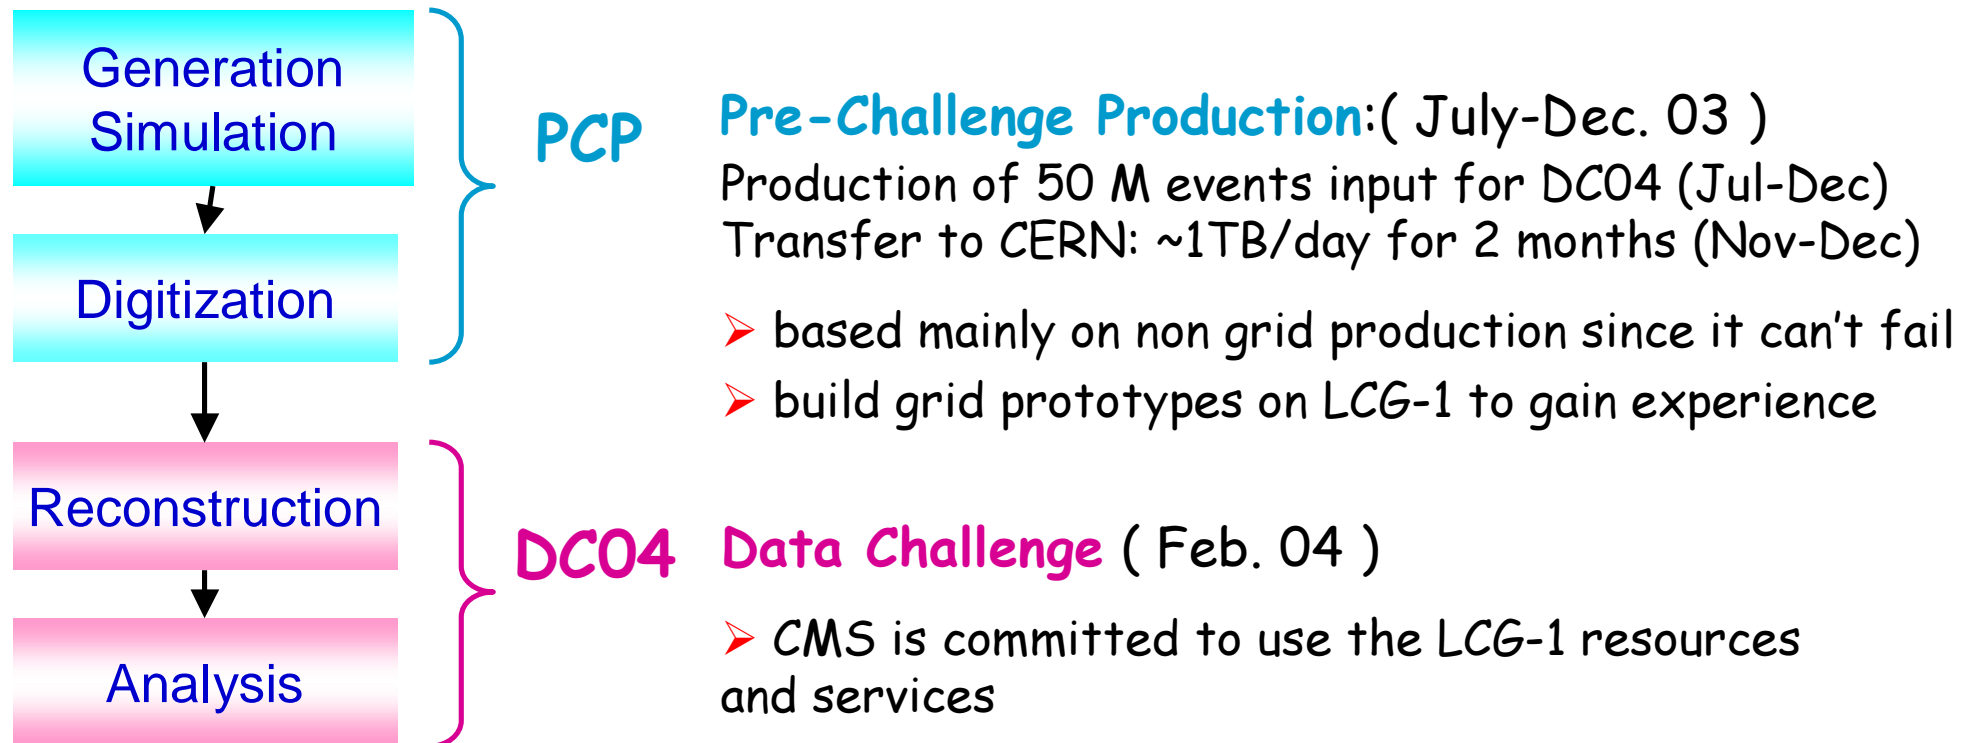 Generation
Simulation
Digitization
Reconstruction
Analysis
PCP
Pre-Challenge Production:( July-Dec. 03 )
Production of 50 M events input for DC04 (Jul-Dec)
Transfer to CERN: ~1TB/day for 2 months (Nov-Dec)
➢ based mainly on non grid production since it can't fail
➢ build grid prototypes on LCG-1 to gain experience
DC04
Data Challenge ( Feb. 04 )
➢ CMS is committed to use the LCG-1 resources
and services